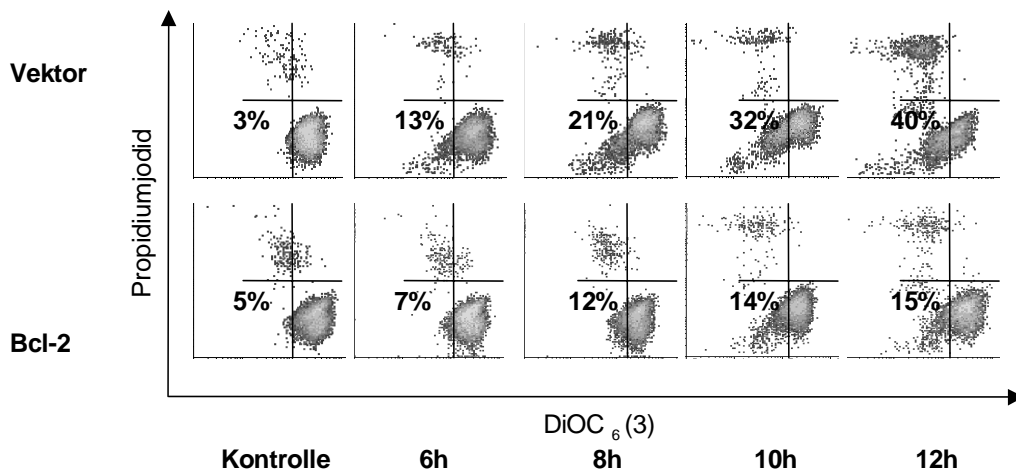 Vektor
3% 13% 21% 32% 40%
Propidiumjodid
5% 7% 12% 14% 15%
Bcl-2
DiOC 6 (3)
Kontrolle 6h 8h 10h 12h